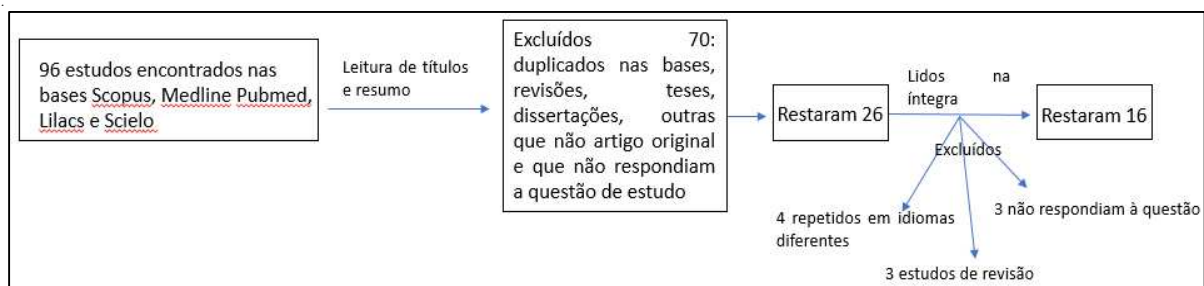 96 estudos encontrados nas
bases Scopus, Medline Pubmed,
Lilacs e Scielo
Leitura de títulos
e resumo
Excluídos 70:
duplicados nas bases,
revisões, teses,
dissertações, outras
que não artigo original
e que não respondiam
a questão de estudo
Restaram 26
Lidos na
íntegra
Restaram 16
Excluídos
4 repetidos em idiomas
diferentes
3 estudos de revisão
3 não respondiam à questão